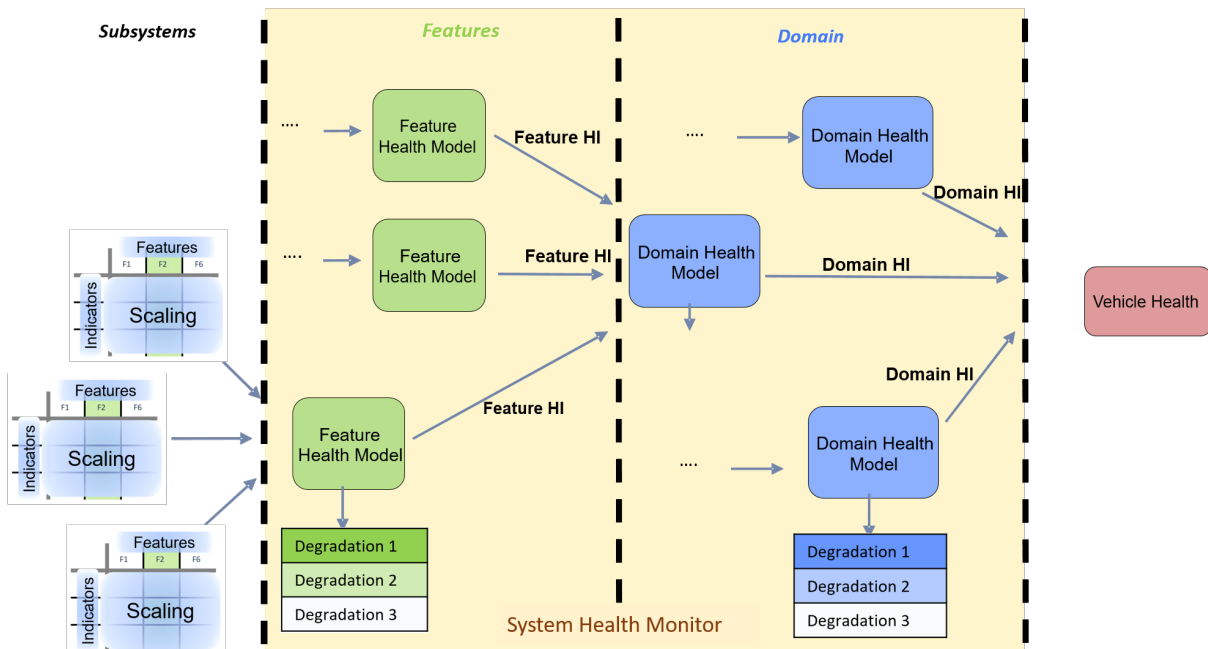 Subsystems
Features
Domain
....
Feature
Health Model
Feature HI
....
Domain Health
Model
Domain HI
....
Feature
Health Model
Feature HI
Domain Health
Model
Domain HI
Vehicle Health
Features
F1 F2 F6
Indicators
Scaling
Features
F1 F2 F6
Indicators
Scaling
Features
F1 F2 F6
Indicators
Scaling
Feature
Health Model
Feature HI
....
Domain Health
Model
Domain HI
Degradation 1
Degradation 2
Degradation 3
Degradation 1
Degradation 2
Degradation 3
System Health Monitor